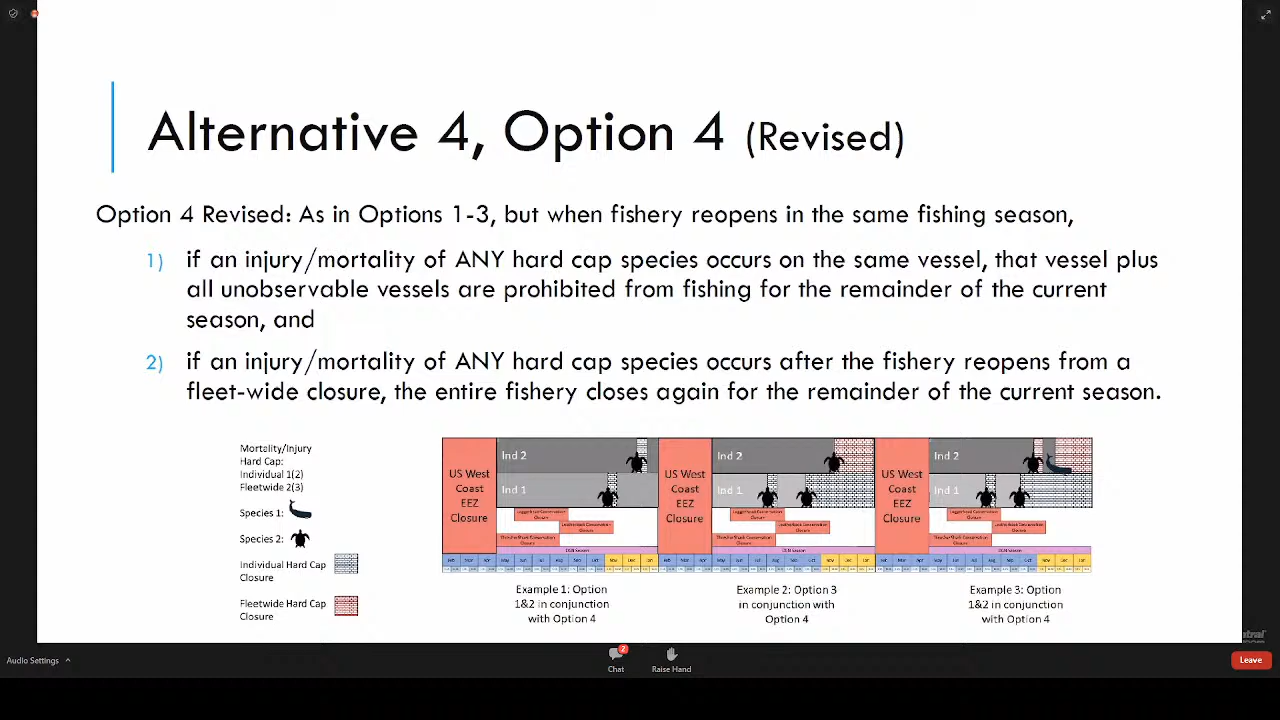 Alternative 4, Option 4 (Revised)
Option 4 Revised: As in Options 1-3, but when fishery reopens in the same fishing season,
1) if an injury/mortality of ANY hard cap species occurs on the same vessel, that vessel plus
all unobservable vessels are prohibited from fishing for the remainder of the current
season, and
2) if an injury/mortality of ANY hard cap species occurs after the fishery reopens from a
fleet-wide closure, the entire fishery closes again for the remainder of the current season.
Mortality/Injury
Hard Cap:
Individual 1(2)
Fleetwide 2(3)
Species 1:
Species 2:
Individual Hard Cap
Closure
Fleetwide Hard Cap
Closure
US West
Coast
EEZ
Closure
Ind 2
Ind 1
US West
Coast
EEZ
Closure
Ind 2
Ind 1
US West
Coast
EEZ
Closure
Ind 2
Ind 1
Example 1: Option
1&2 in conjunction
with Option 4
Example 2: Option 3
in conjunction with
Option 4
Example 3: Option
1&2 in conjunction
with Option 4
Audio Settings
2
Chat
Raise Hand
Leave